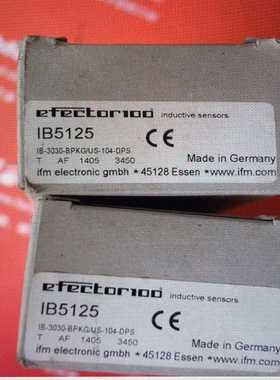 efector100 inductive sensors
IB5125
IB-3030-BPKG/US-104-DPS
T AF 1405 3450
Made in Germany
ifm electronic gmbh • 45128 Essen • www.ifm.com
efector100 inductive sensors
IB5125
IB-3030-BPKG/US-104-DPS
T AF 1405 3450
Made in Germany
ifm electronic gmbh • 45128 Essen • www.ifm.com